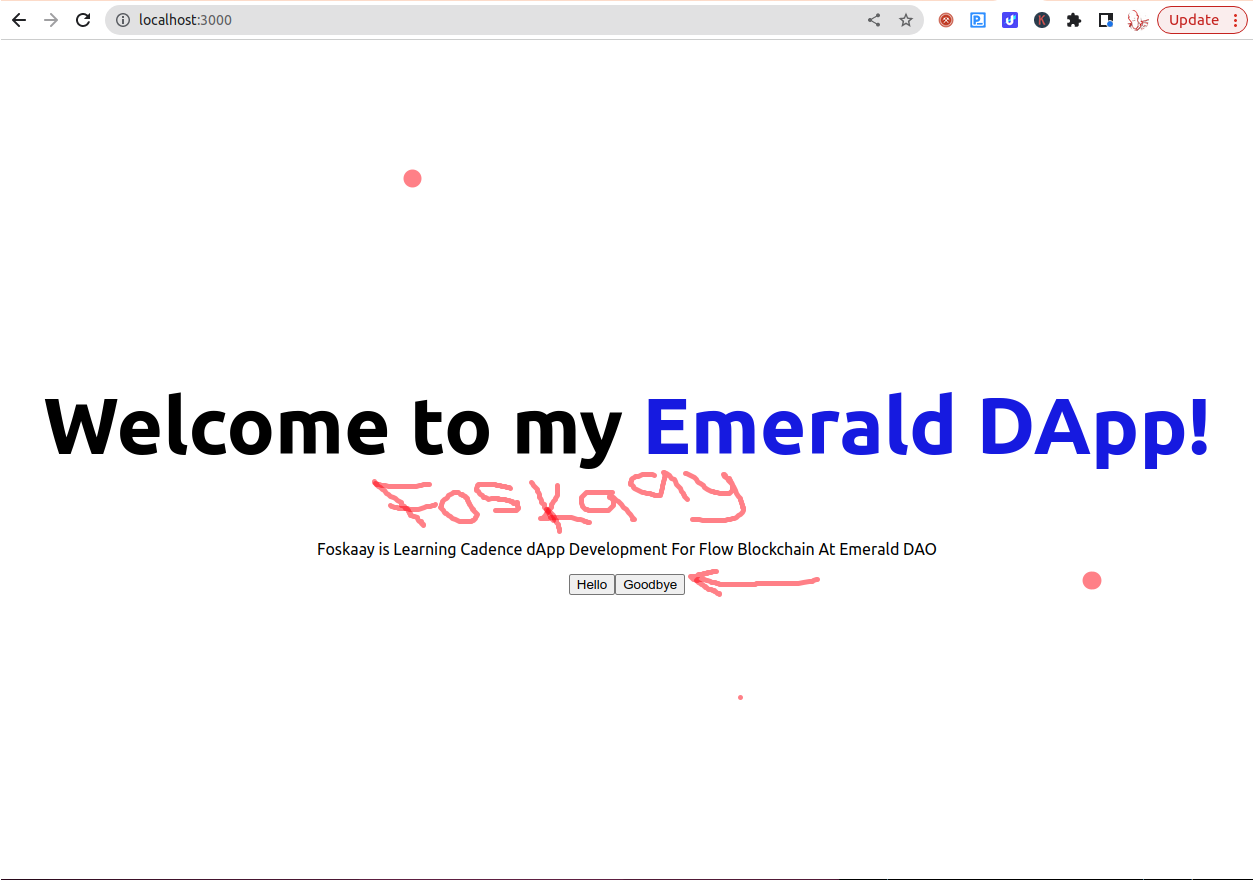 localhost:3000
Update
Welcome to my Emerald DApp!
Foskaay
Foskaay is Learning Cadence dApp Development For Flow Blockchain At Emerald DAO
Hello Goodbye